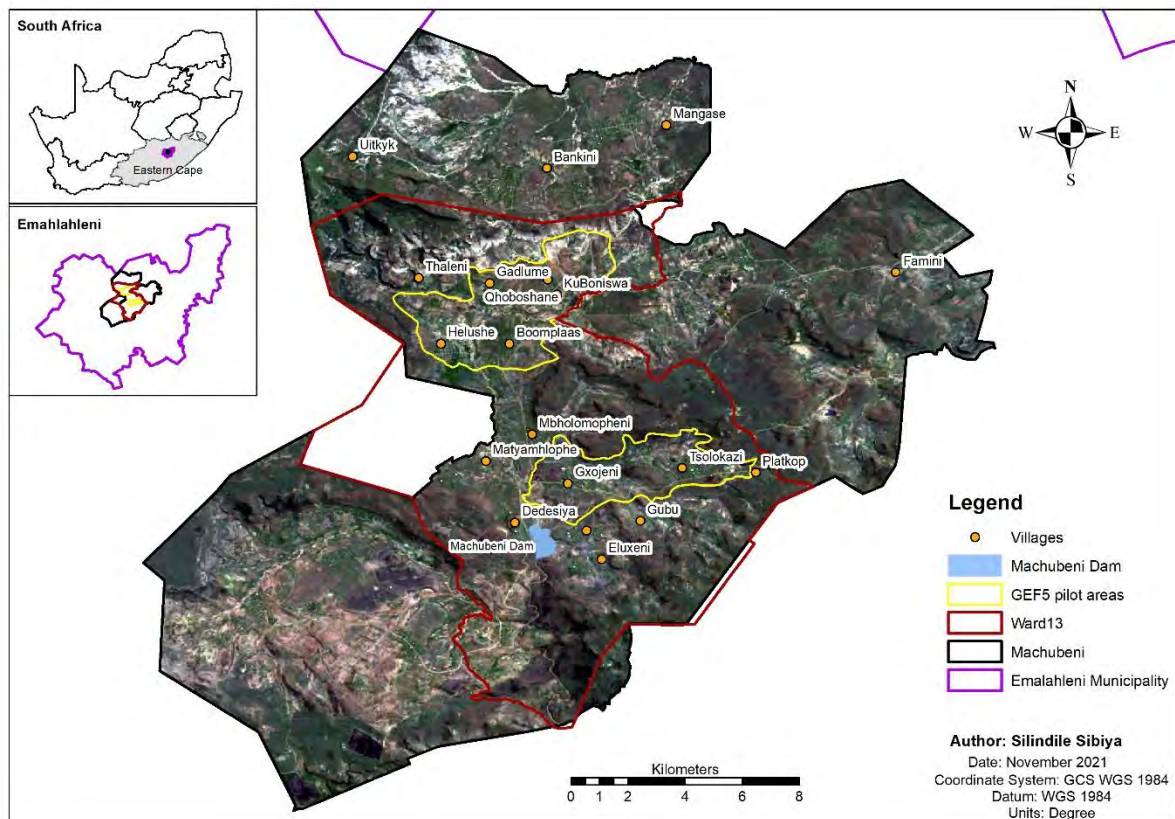 South Africa
Eastern Cape
Emahlahleni
N
W
E
S
Mangase
Uitkyk
Bankini
Famini
Thaleni
Gadlume
KuBoniswa
Qhoboshane
Helushe
Boomplaas
Mbholomopheni
Matyamhlophe
Tsolokazi
Platkop
Gxojeni
Dedesiya
Gubu
Machubeni Dam
Eluxeni
Legend
Villages
Machubeni Dam
GEF5 pilot areas
Ward13
Machubeni
Emalahleni Municipality
Author: Silindile Sibiya
Date: November 2021
Coordinate System: GCS WGS 1984
Datum: WGS 1984
Units: Degree
Kilometers
0 1 2 4 6 8